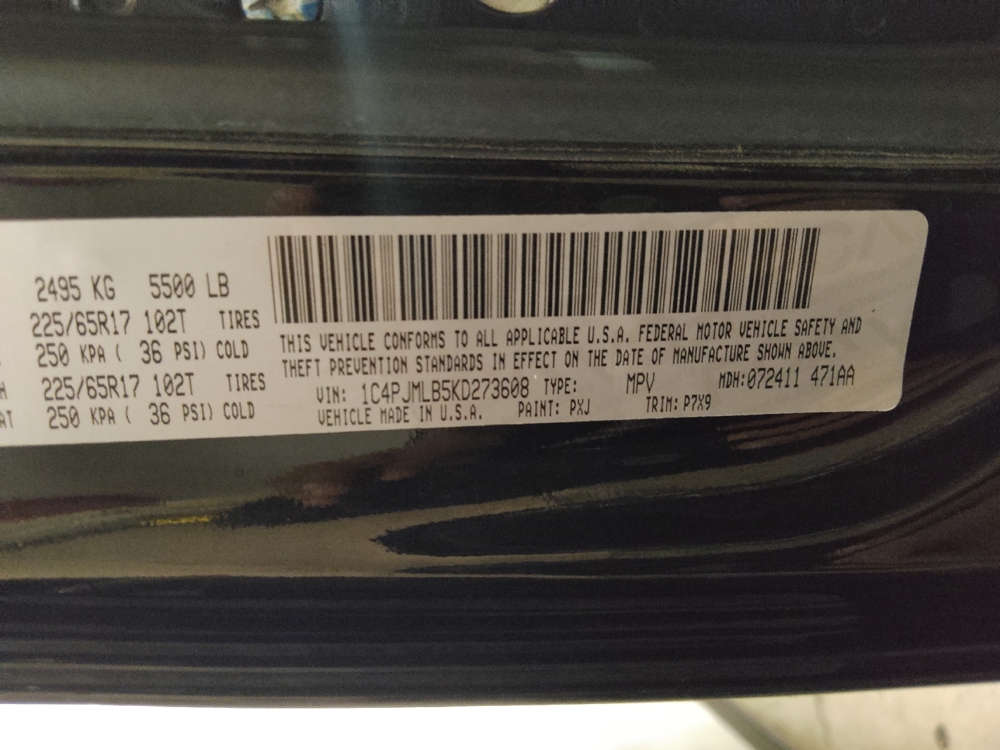 2495 KG 5500 LB
225/65R17 102T TIRES
250 KPA ( 36 PSI) COLD
225/65R17 102T TIRES
250 KPA ( 36 PSI) COLD
THIS VEHICLE CONFORMS TO ALL APPLICABLE U.S.A. FEDERAL MOTOR VEHICLE SAFETY AND
THEFT PREVENTION STANDARDS IN EFFECT ON THE DATE OF MANUFACTURE SHOWN ABOVE.
VIN: 1C4PJMLB5KD273608 TYPE: MPV MDH:072411 471AA
VEHICLE MADE IN U.S.A. PAINT: PXJ TRIM: P7X9